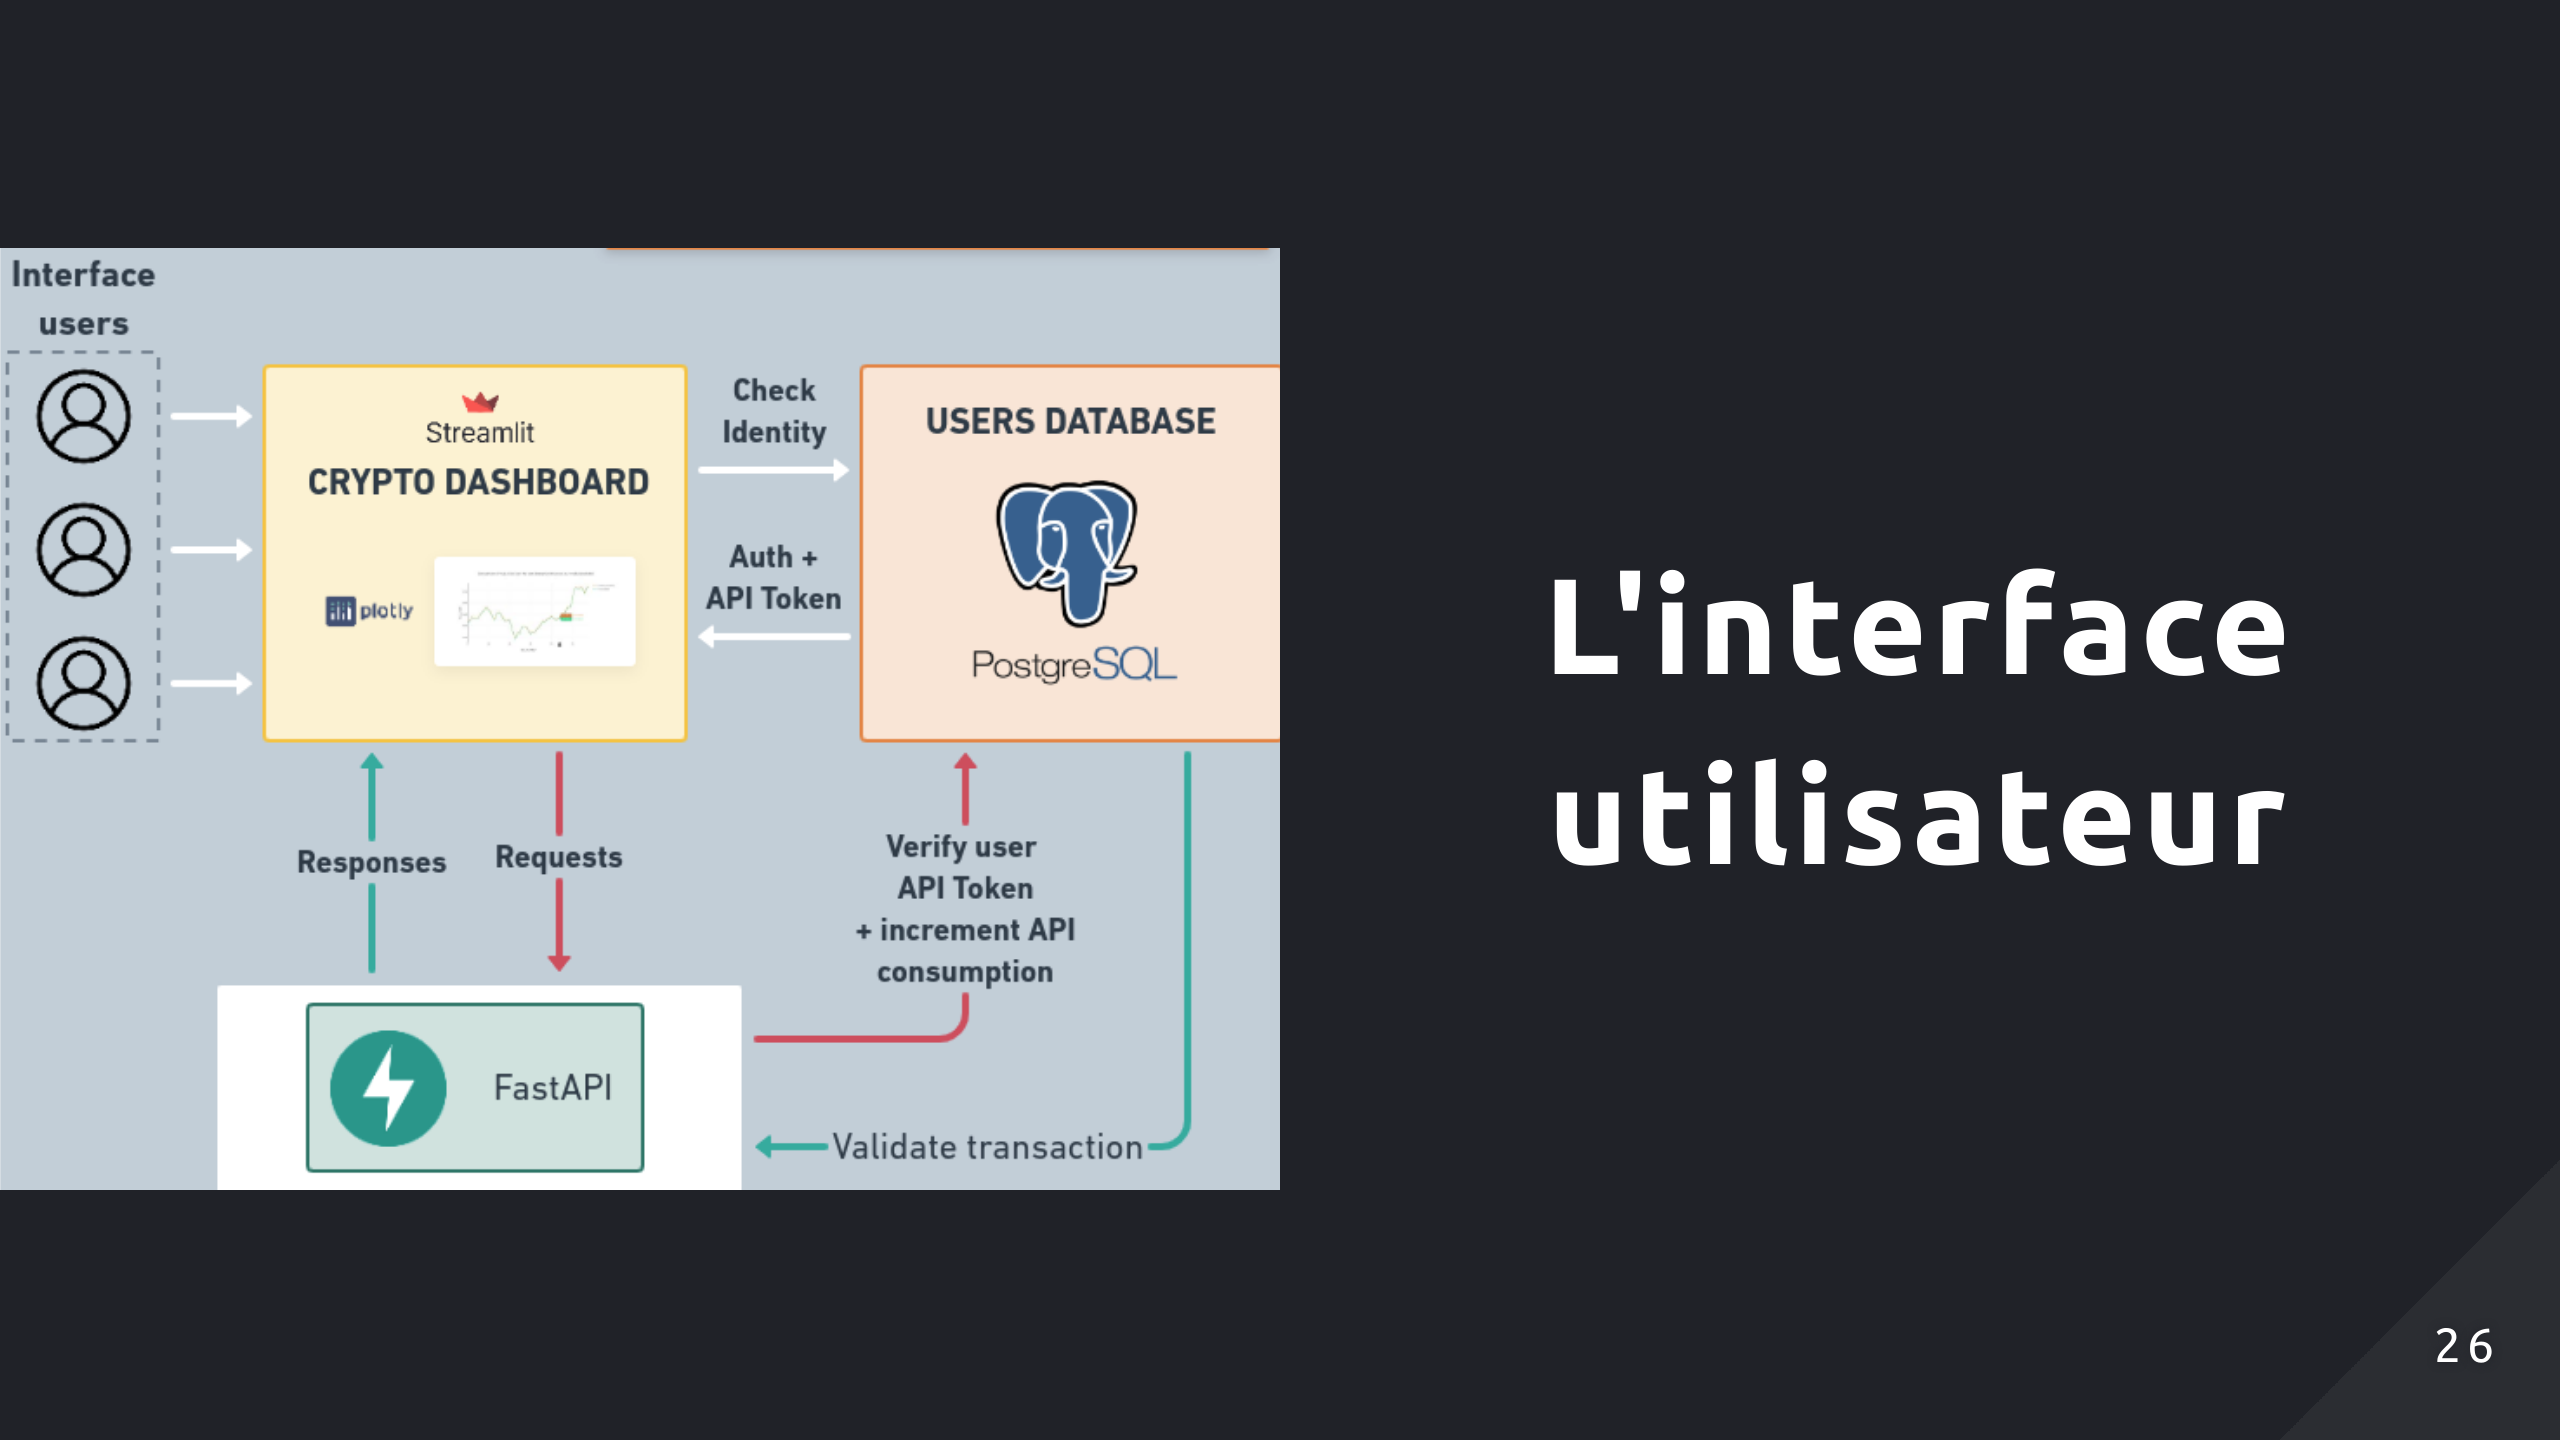 Interface
users
Streamlit
CRYPTO DASHBOARD
plotly
Check
Identity
Auth +
API Token
USERS DATABASE
PostgreSQL
Responses
Requests
Verify user
API Token
+ increment API
consumption
FastAPI
Validate transaction
L'interface
utilisateur
26